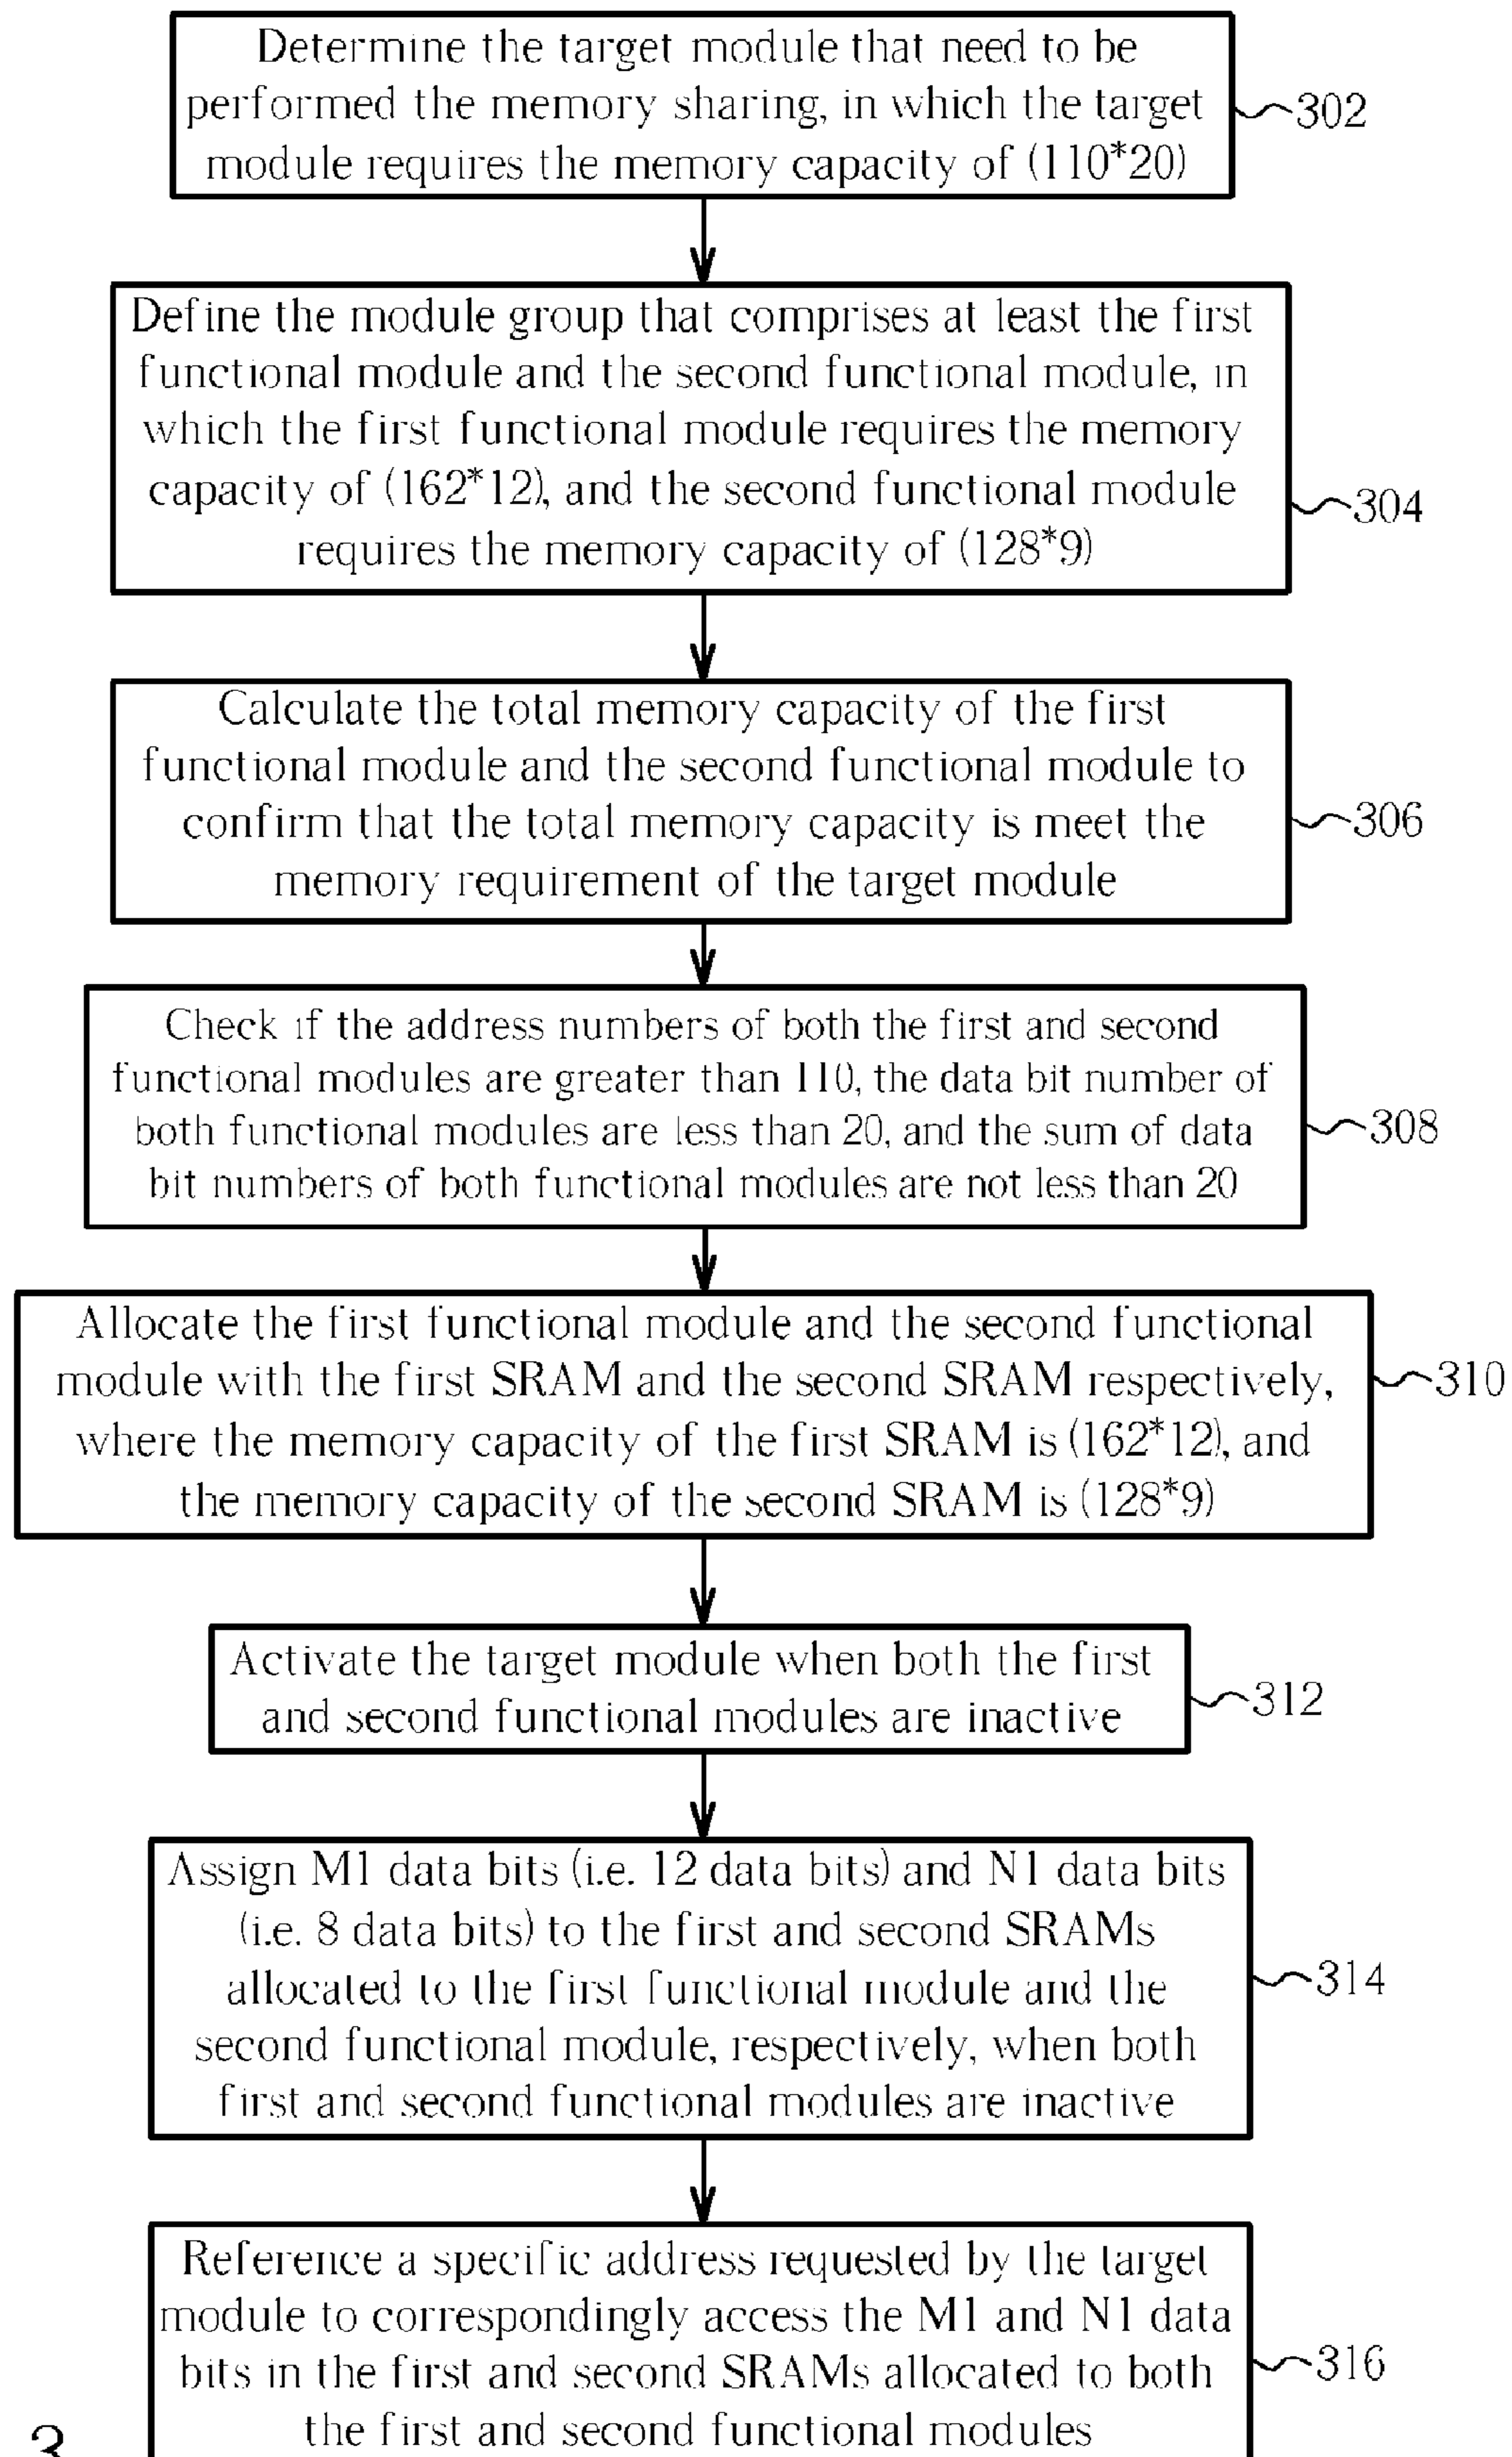 Determine the target module that need to be
performed the memory sharing, in which the target
module requires the memory capacity of (110*20)
302
Define the module group that comprises at least the first
functional module and the second functional module, in
which the first functional module requires the memory
capacity of (162*12), and the second functional module
requires the memory capacity of (128*9)
304
Calculate the total memory capacity of the first
functional module and the second functional module to
confirm that the total memory capacity is meet the
memory requirement of the target module
306
Check if the address numbers of both the first and second
functional modules are greater than 110, the data bit number of
both functional modules are less than 20, and the sum of data
bit numbers of both functional modules are not less than 20
308
Allocate the first functional module and the second functional
module with the first SRAM and the second SRAM respectively,
where the memory capacity of the first SRAM is (162*12), and
the memory capacity of the second SRAM is (128*9)
310
Activate the target module when both the first
and second functional modules are inactive
312
Assign M1 data bits (i.e. 12 data bits) and N1 data bits
(i.e. 8 data bits) to the first and second SRAMs
allocated to the first functional module and the
second functional module, respectively, when both
first and second functional modules are inactive
314
Reference a specific address requested by the target
module to correspondingly access the M1 and N1 data
bits in the first and second SRAMs allocated to both
the first and second functional modules
316
3